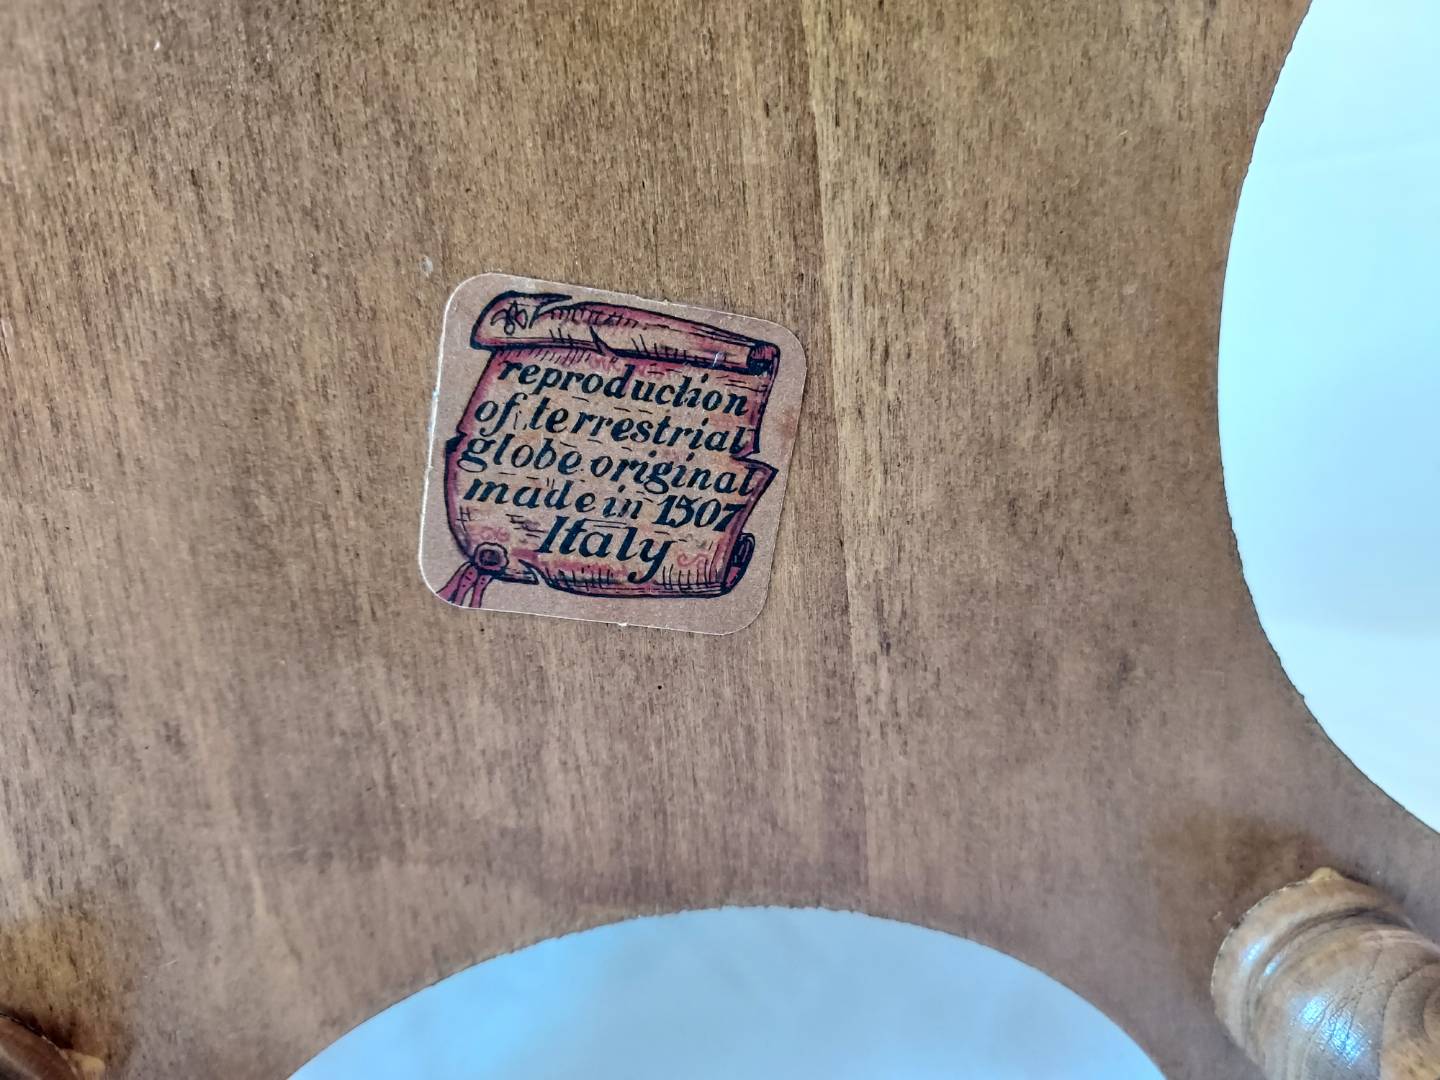 reproduction
of terrestrial
globe original
made in 1507
Italy